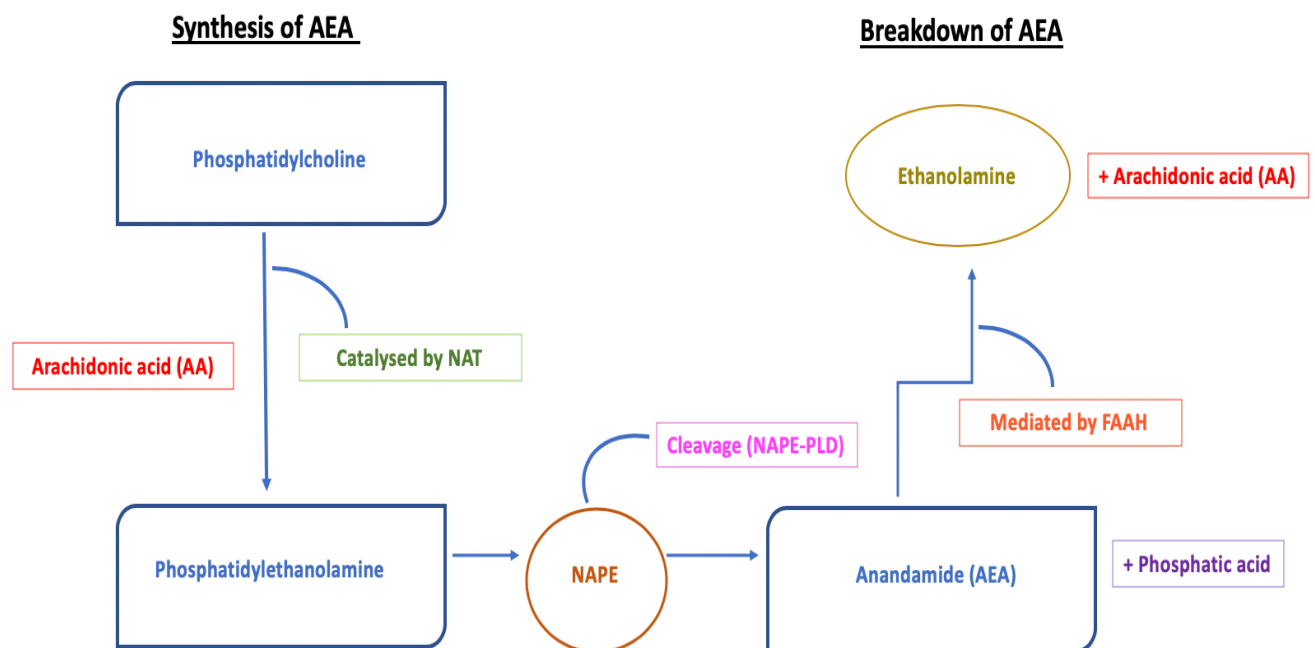 Synthesis of AEA
Breakdown of AEA
Phosphatidylcholine
Ethanolamine
+ Arachidonic acid (AA)
Arachidonic acid (AA)
Catalysed by NAT
Cleavage (NAPE-PLD)
Mediated by FAAH
Phosphatidylethanolamine
NAPE
Anandamide (AEA)
+ Phosphatic acid